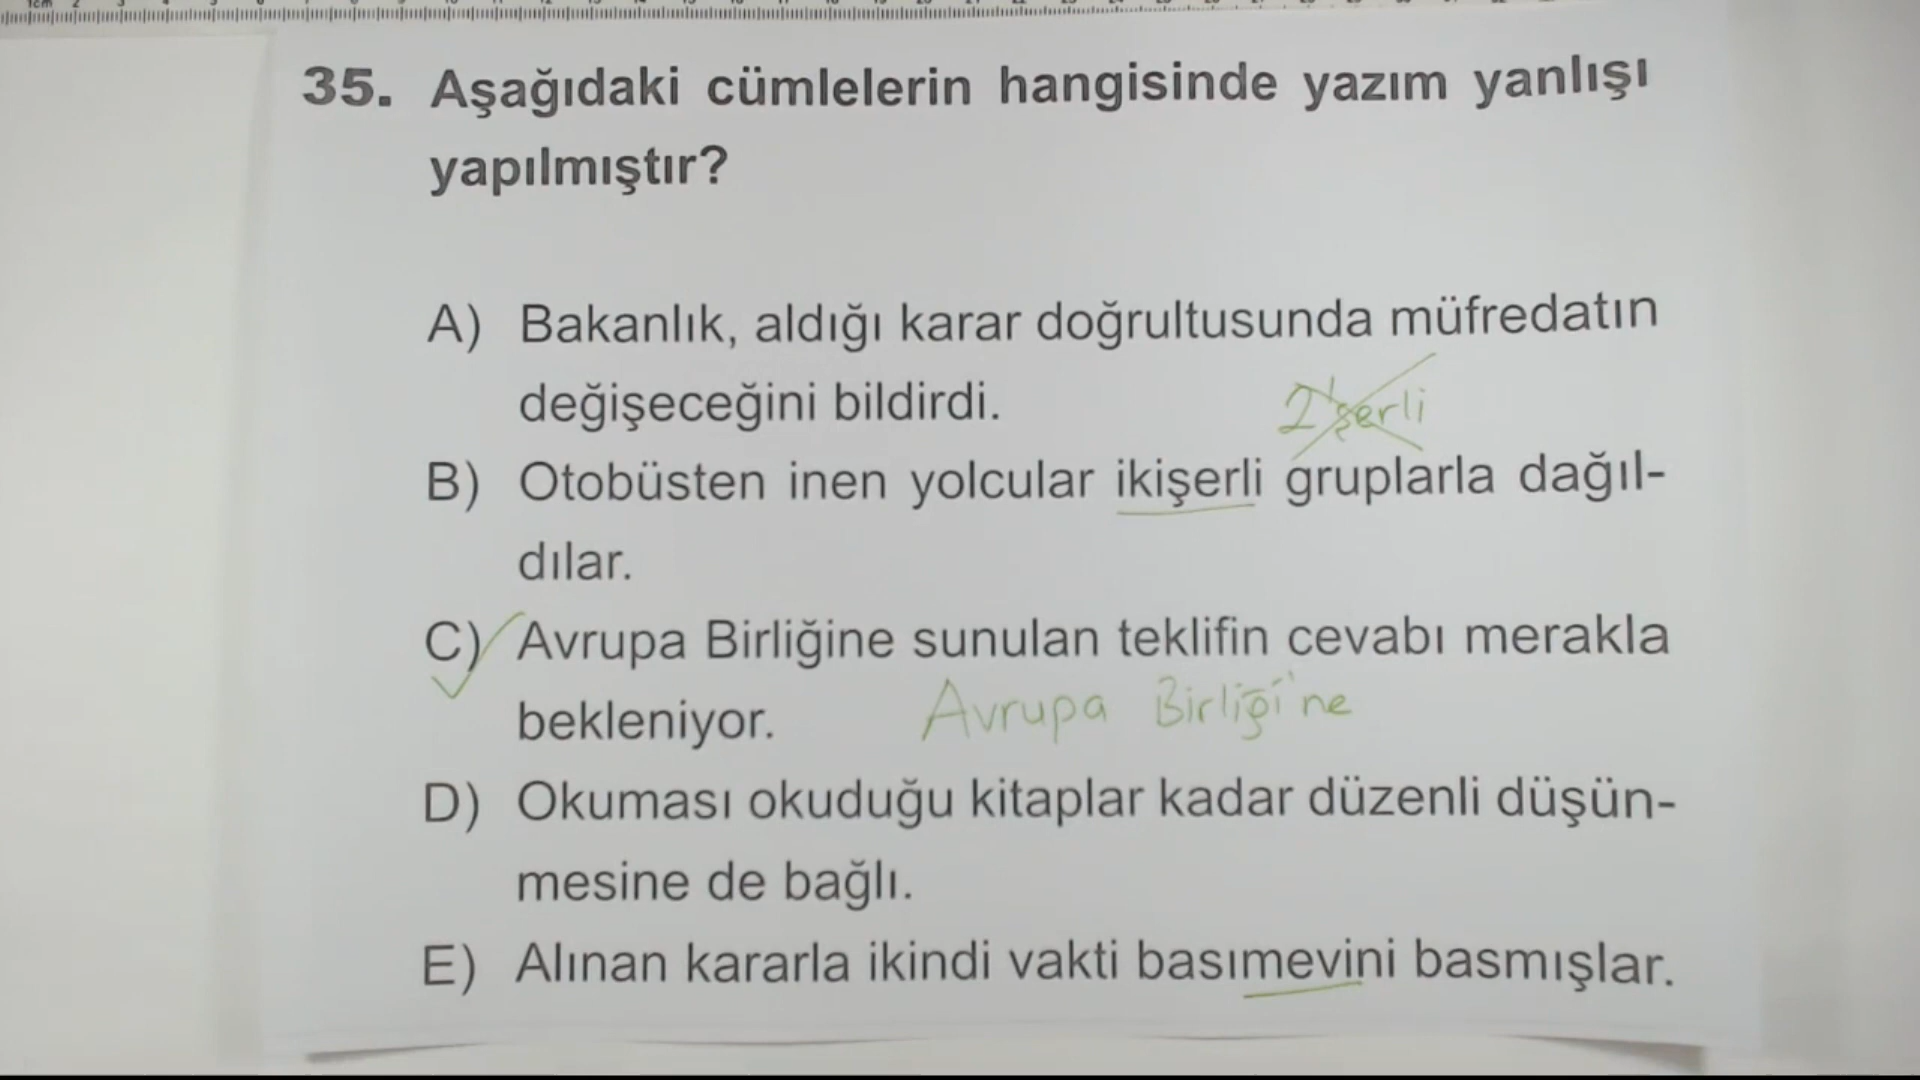 35. Aşağıdaki cümlelerin hangisinde yazım yanlışı
yapılmıştır?
A) Bakanlık, aldığı karar doğrultusunda müfredatın
değişeceğini bildirdi.
2'şerli
B) Otobüsten inen yolcular ikişerli gruplarla dağıl-
dılar.
C) Avrupa Birliğine sunulan teklifin cevabı merakla
bekleniyor.
Avrupa Birliği'ne
D) Okuması okuduğu kitaplar kadar düzenli düşün-
mesine de bağlı.
E) Alınan kararla ikindi vakti basımevini basmışlar.